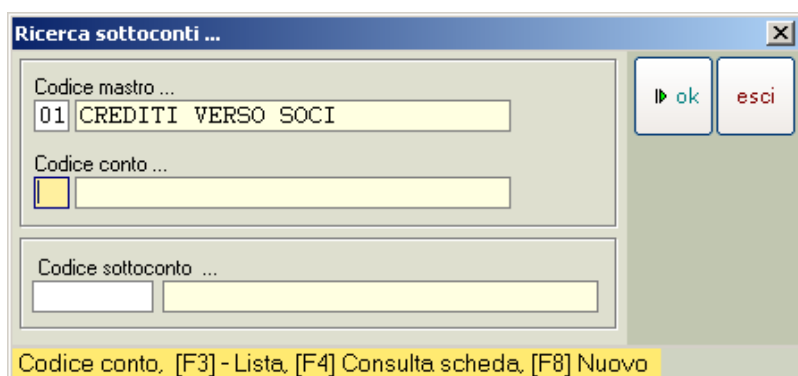 Ricerca sottoconti ...
Codice mastro ...
01 CREDITI VERSO SOCI
ok
esci
Codice conto ...
Codice sottoconto ...
Codice conto, [F3] - Lista, [F4] Consulta scheda, [F8] Nuovo